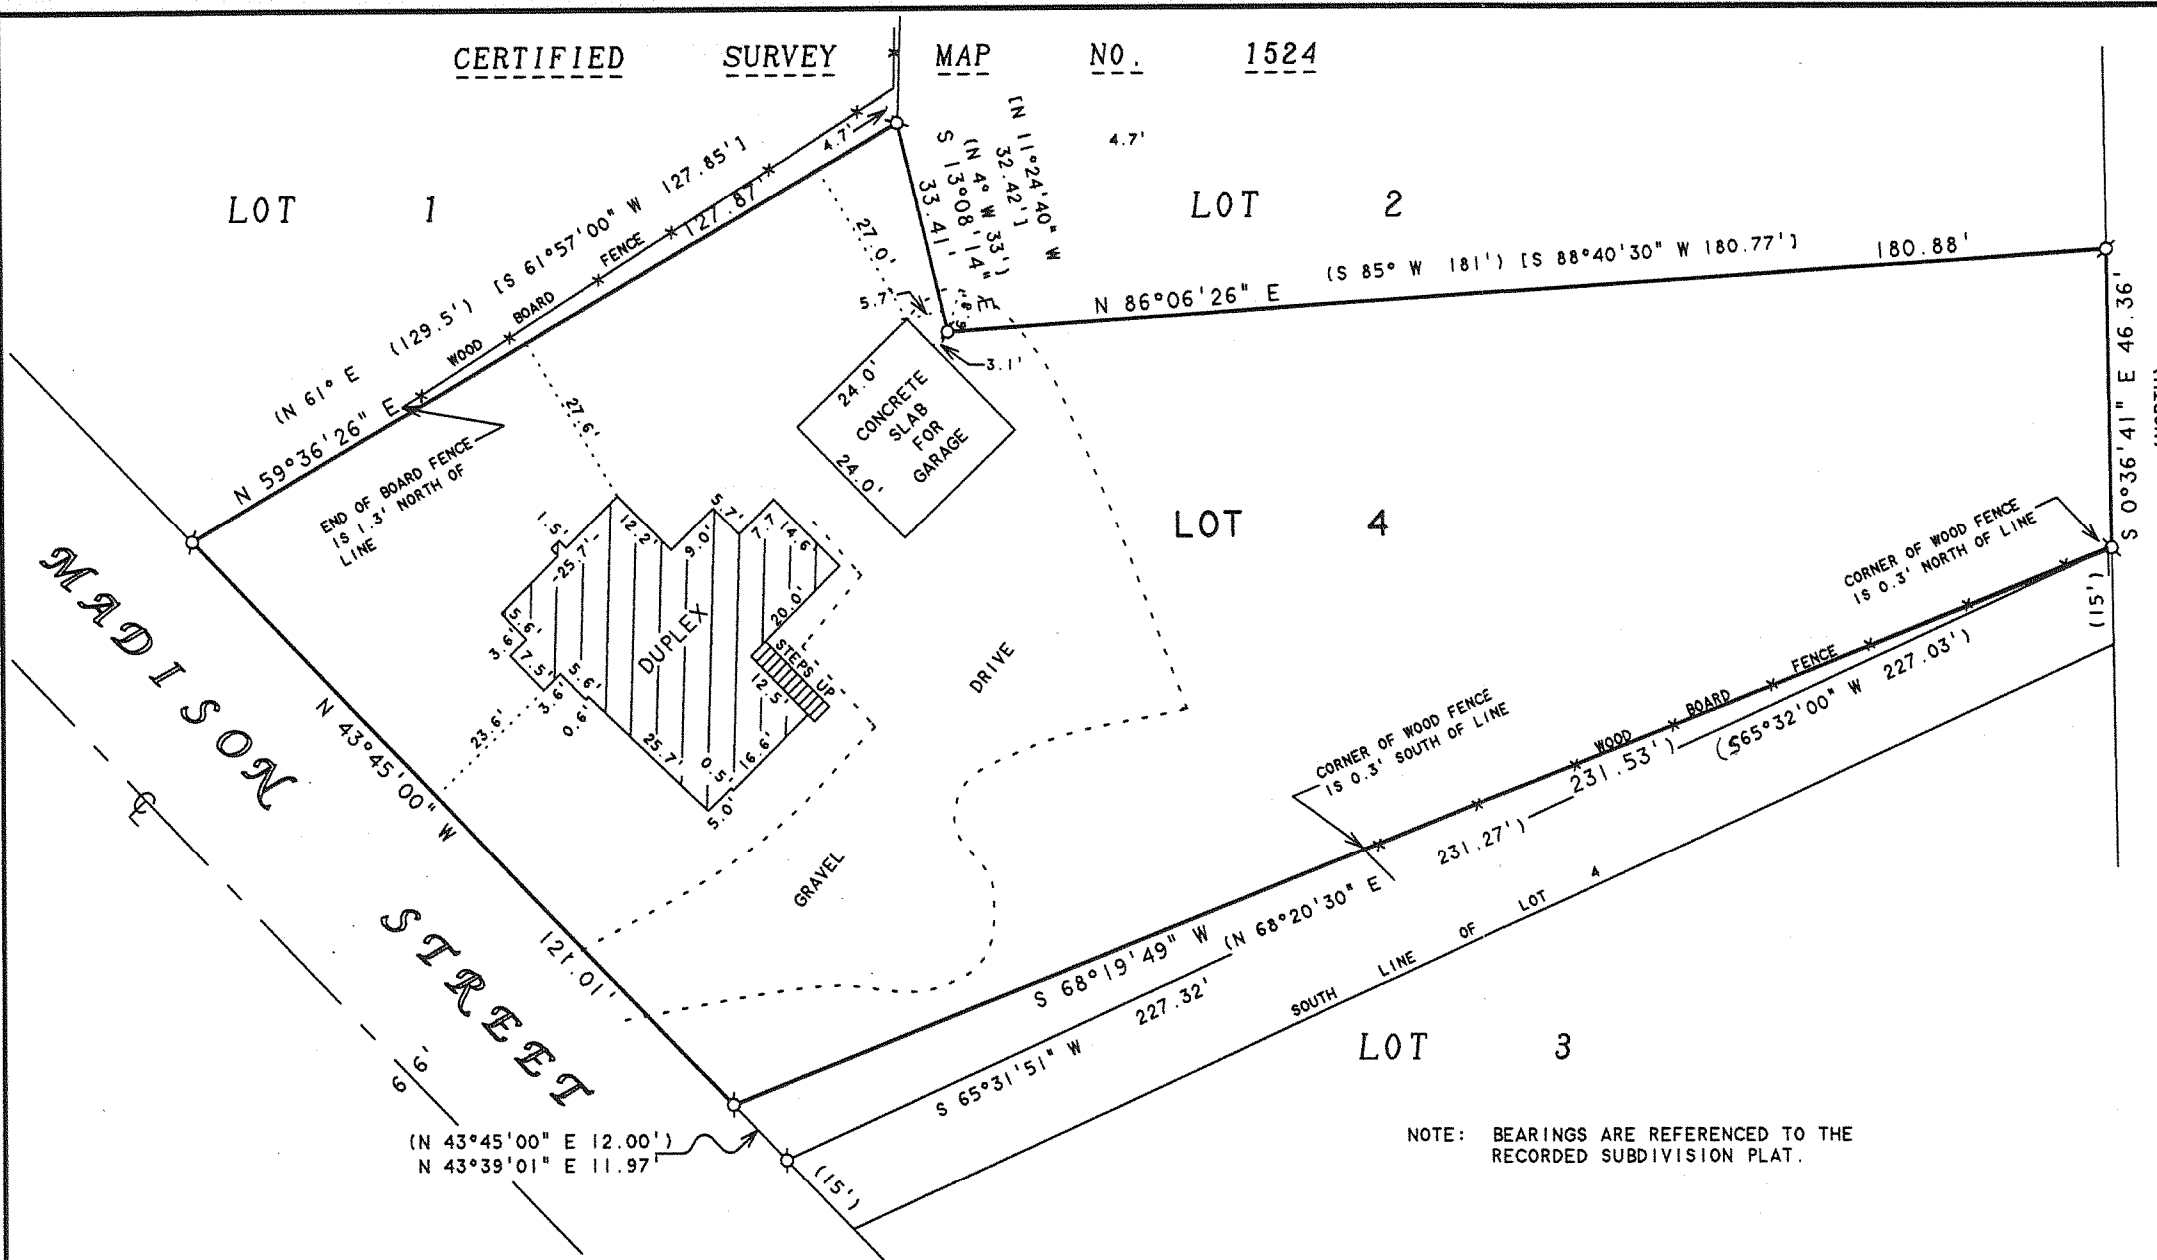 CERTIFIED SURVEY MAP NO. 1524
LOT 1
(N 61° E (129.5') [S 61°57'00" W 127.85']
WOOD BOARD FENCE
N 59°36'26" E
127.87'
4.7'
END OF BOARD FENCE
IS 1.3' NORTH OF
LINE
[N 11°24'40" W
32.42']
(N 4° W 33')
S 13°08'14" E
33.41'
4.7'
LOT 2
(S 85° W 181') [S 88°40'30" W 180.77']
180.88'
N 86°06'26" E
27.0'
5.7'
3.1'
27.6'
24.0'
CONCRETE
SLAB
FOR
GARAGE
24.0'
S 0°36'41" E 46.36'
LOT 4
CORNER OF WOOD FENCE
IS 0.3' NORTH OF LINE
(15')
1.5'
25.7'
12.2'
9.0'
5.7'
7.7
14.6'
20.0'
5.6'
3.6'
7.5'
5.6'
3.6'
0.6'
25.7'
0.5'
16.6'
5.0'
12.5'
DUPLEX
STEPS UP
23.6'
GRAVEL
DRIVE
MADISON
STREET
℄
66'
N 43°45'00" W
121.01'
CORNER OF WOOD FENCE
IS 0.3' SOUTH OF LINE
WOOD BOARD FENCE
S 68°19'49" W
231.53')
(N 68°20'30" E
231.27')
(S65°32'00" W 227.03')
S 65°31'51" W
227.32'
SOUTH LINE OF LOT 4
LOT 3
(N 43°45'00" E 12.00')
N 43°39'01" E 11.97'
(15')
NOTE: BEARINGS ARE REFERENCED TO THE
RECORDED SUBDIVISION PLAT.